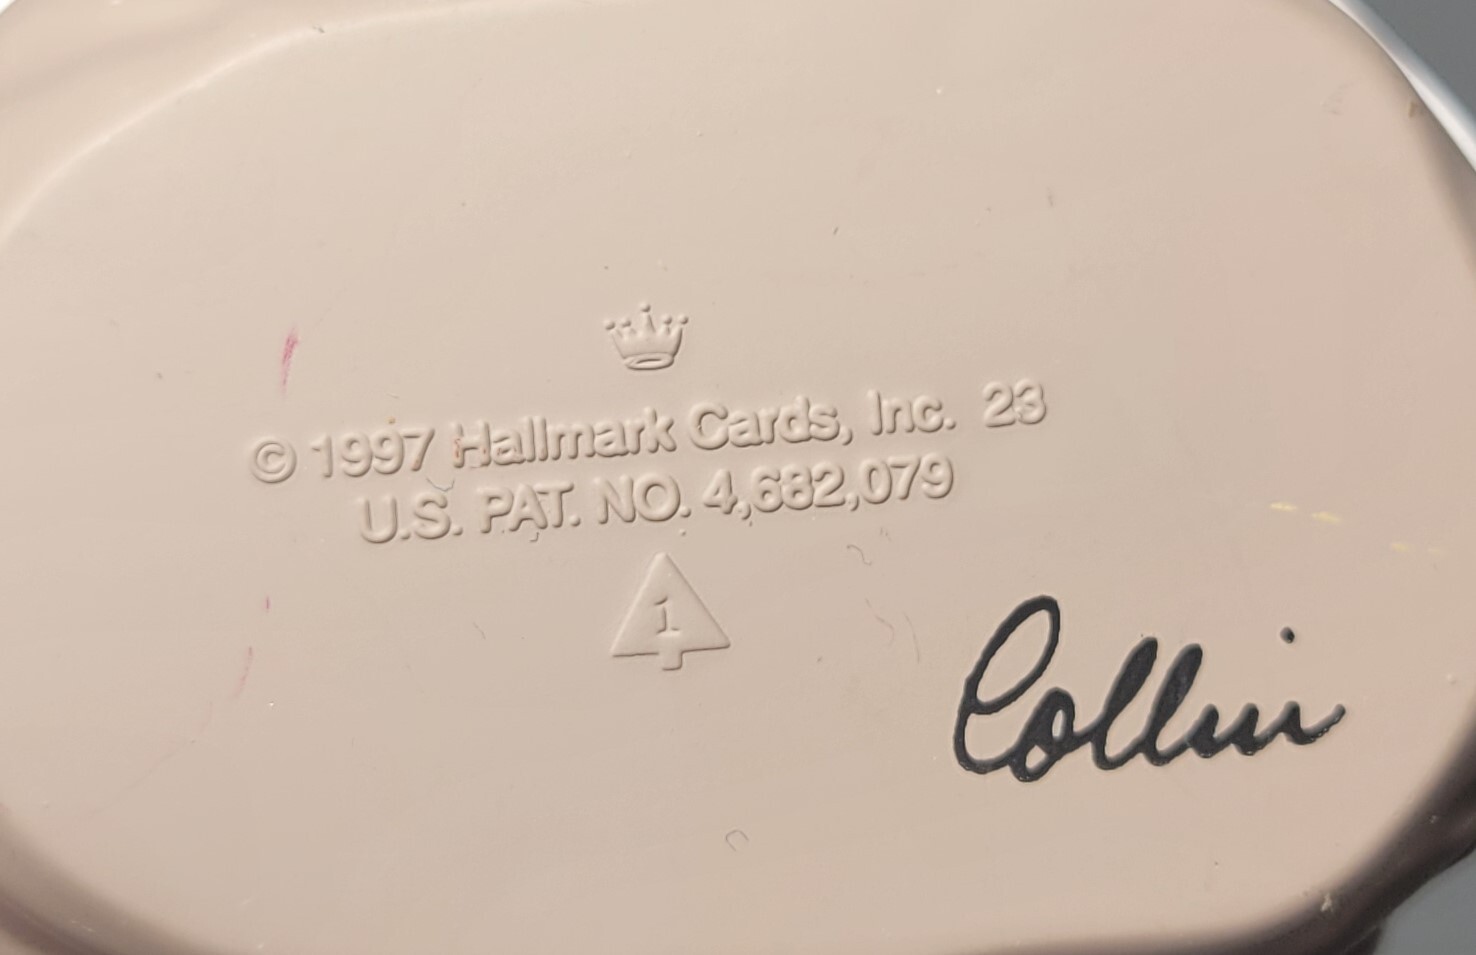 © 1997 Hallmark Cards, Inc. 23
U.S. PAT. NO. 4,682,079
1
Collin